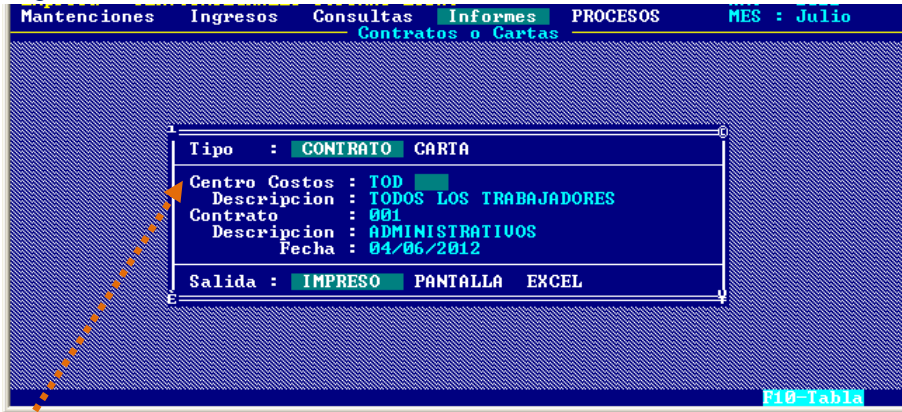 Mantenciones Ingresos Consultas Informes PROCESOS MES : Julio
Contratos o Cartas
Tipo : CONTRATO CARTA
Centro Costos : TOD
Descripcion : TODOS LOS TRABAJADORES
Contrato : 001
Descripcion : ADMINISTRATIVOS
Fecha : 04/06/2012
Salida : IMPRESO PANTALLA EXCEL
F10-Tabla